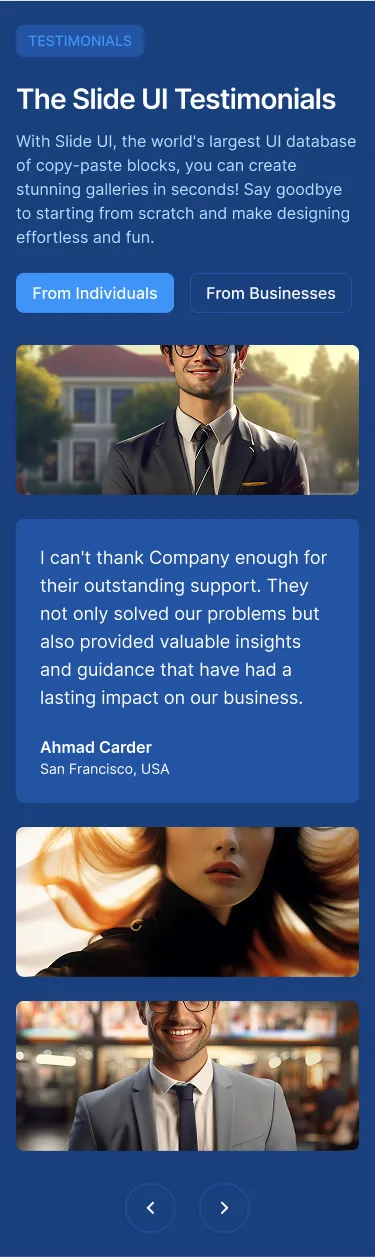 TESTIMONIALS
The Slide UI Testimonials
With Slide UI, the world's largest UI database
of copy-paste blocks, you can create
stunning galleries in seconds! Say goodbye
to starting from scratch and make designing
effortless and fun.
From Individuals
From Businesses
I can't thank Company enough for
their outstanding support. They
not only solved our problems but
also provided valuable insights
and guidance that have had a
lasting impact on our business.
Ahmad Carder
San Francisco, USA